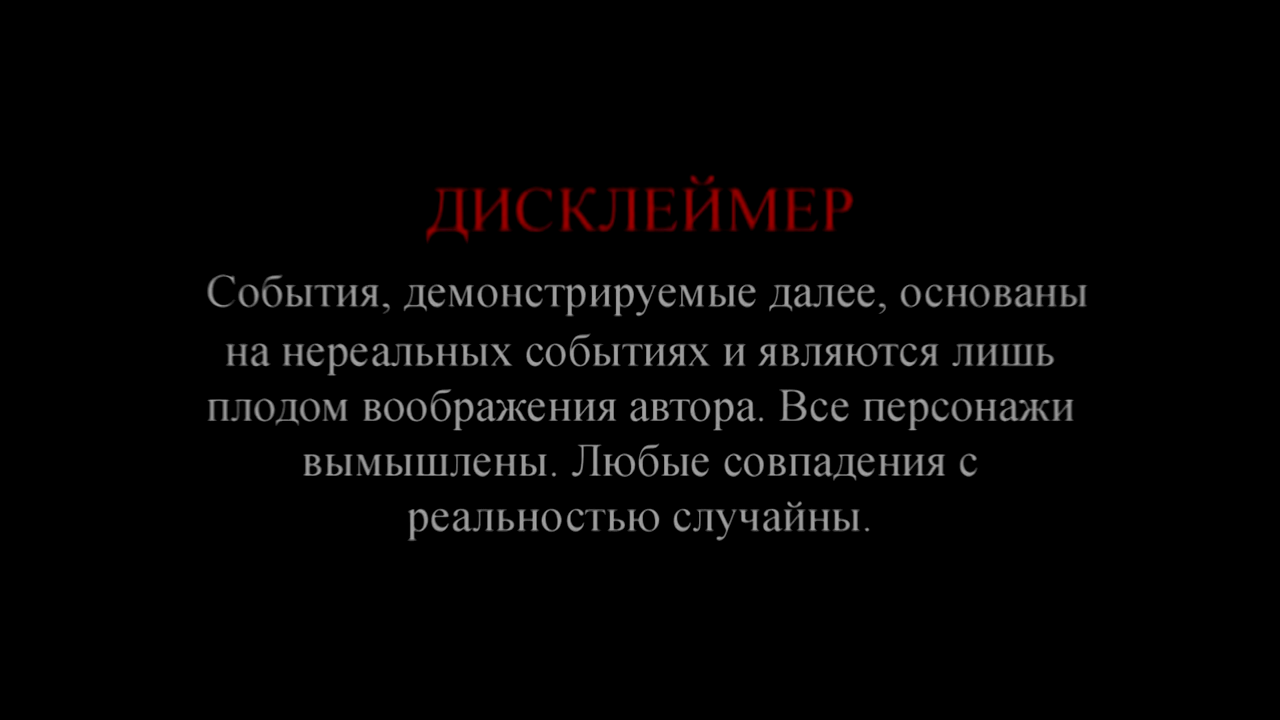 ДИСКЛЕЙМЕР
События, демонстрируемые далее, основаны
на нереальных событиях и являются лишь
плодом воображения автора. Все персонажи
вымышлены. Любые совпадения с
реальностью случайны.